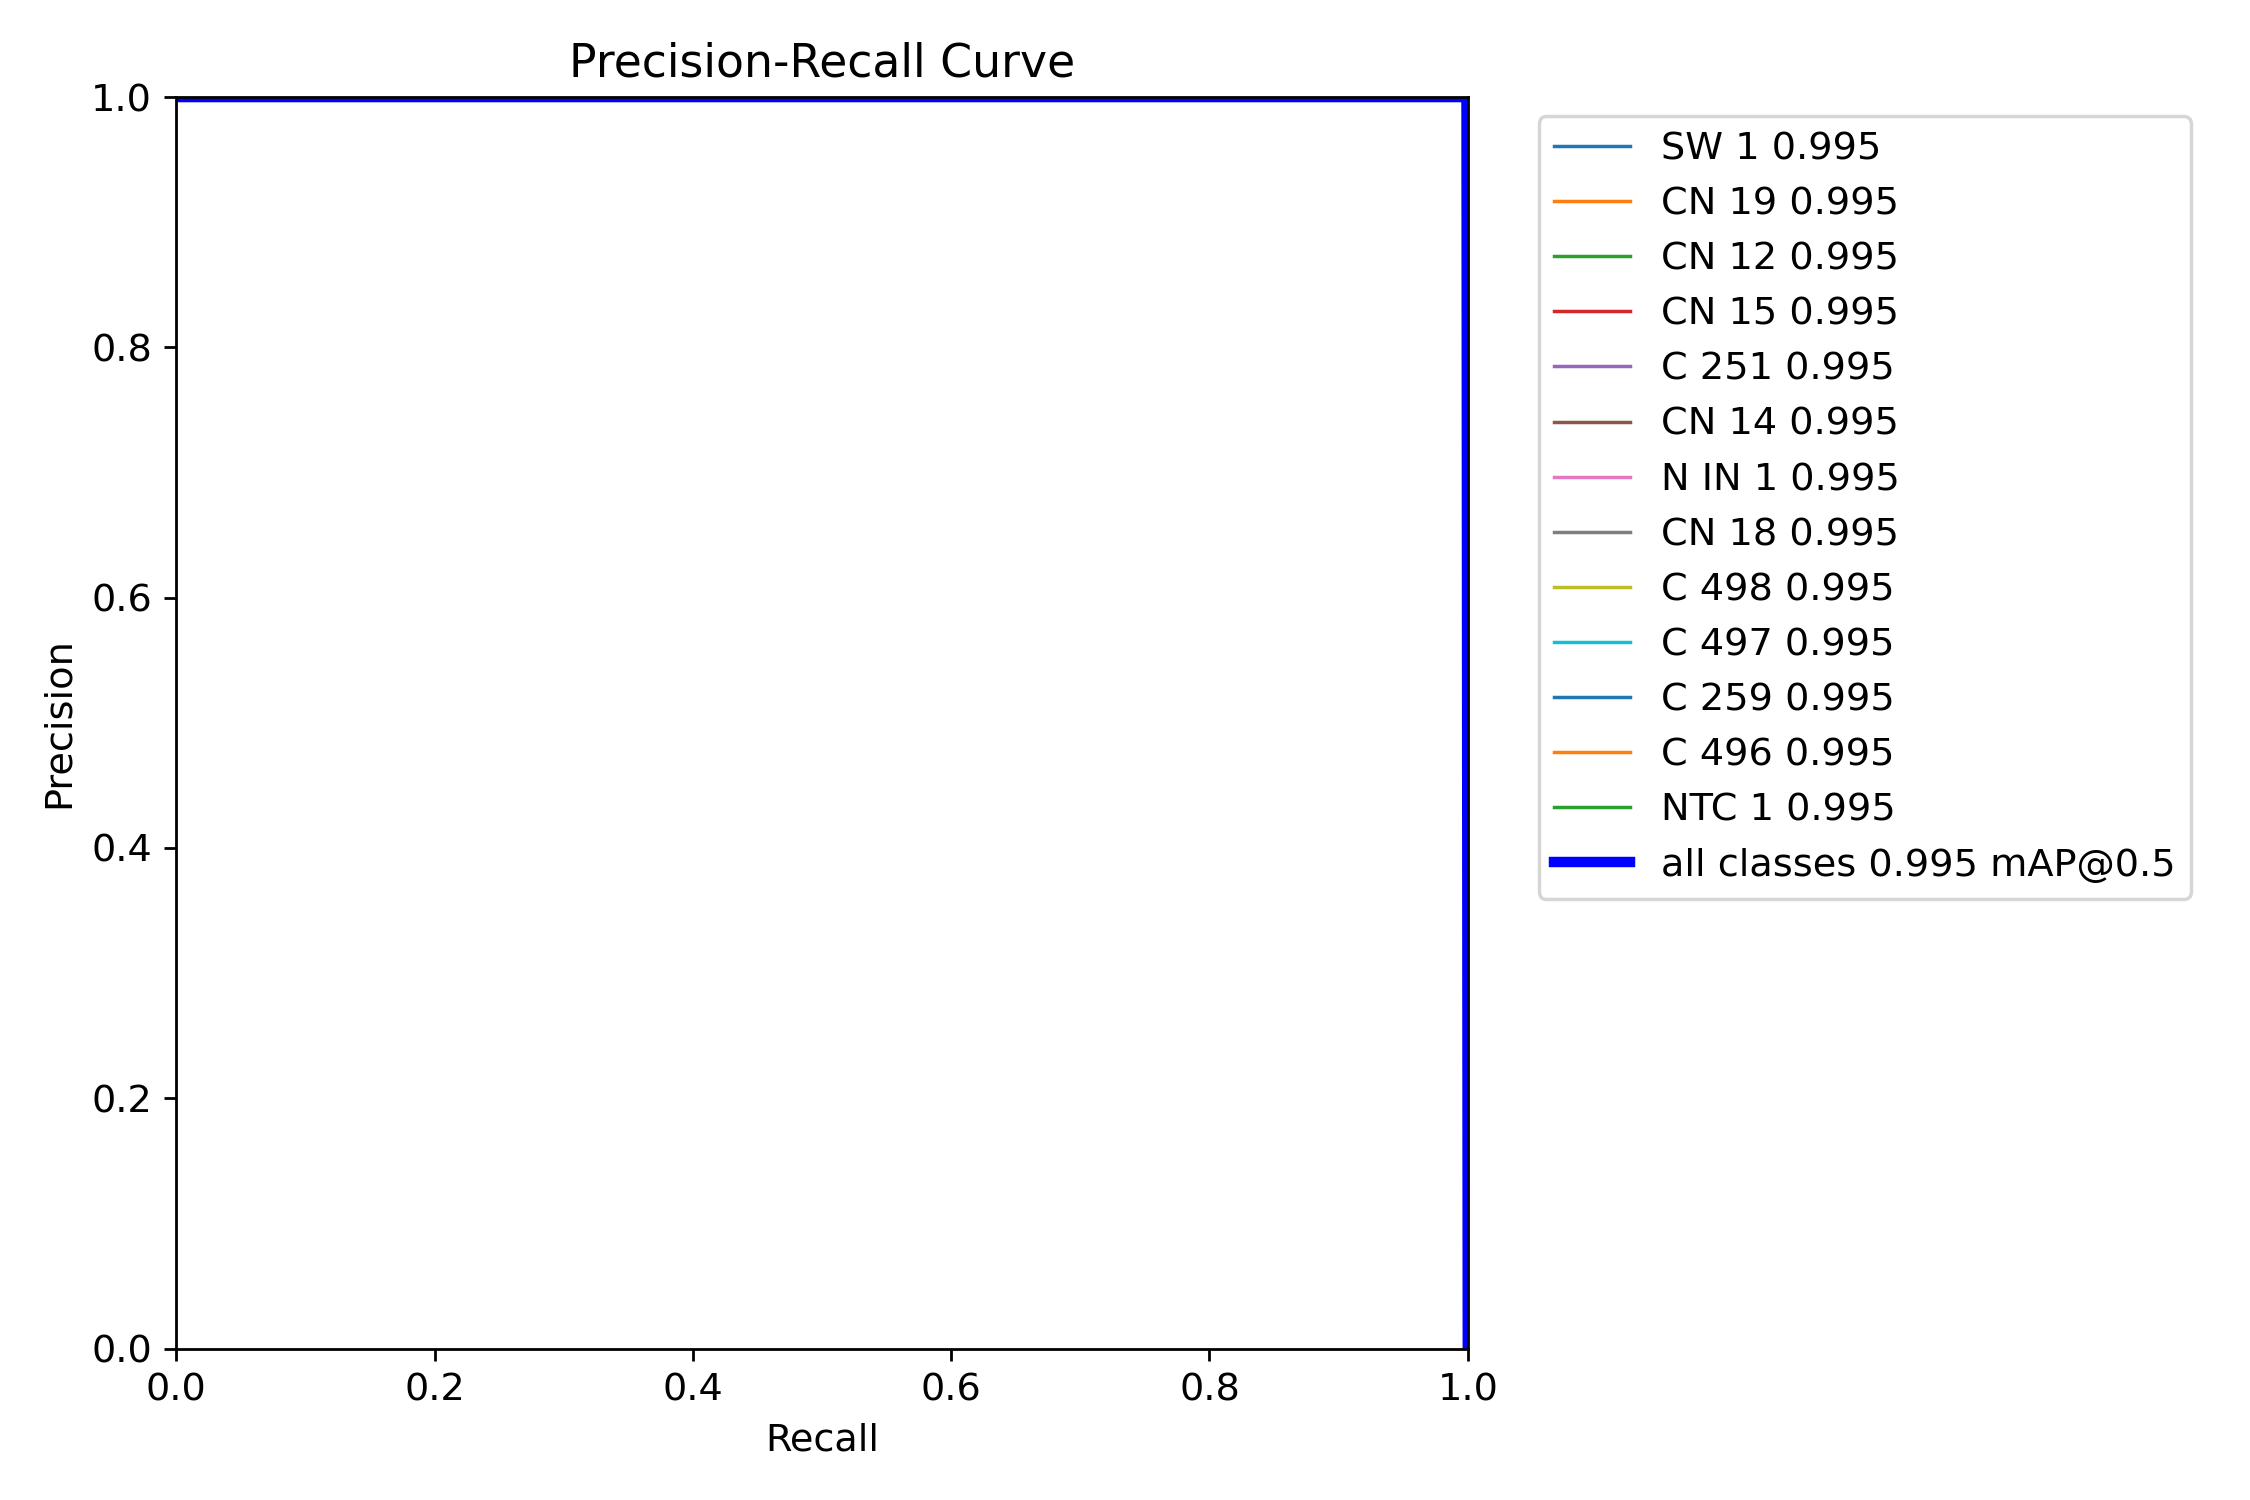 Precision-Recall Curve
1.0
0.8
0.6
0.4
0.2
0.0
Precision
0.0 0.2 0.4 0.6 0.8 1.0
Recall
SW 1 0.995
CN 19 0.995
CN 12 0.995
CN 15 0.995
C 251 0.995
CN 14 0.995
N IN 1 0.995
CN 18 0.995
C 498 0.995
C 497 0.995
C 259 0.995
C 496 0.995
NTC 1 0.995
all classes 0.995 mAP@0.5